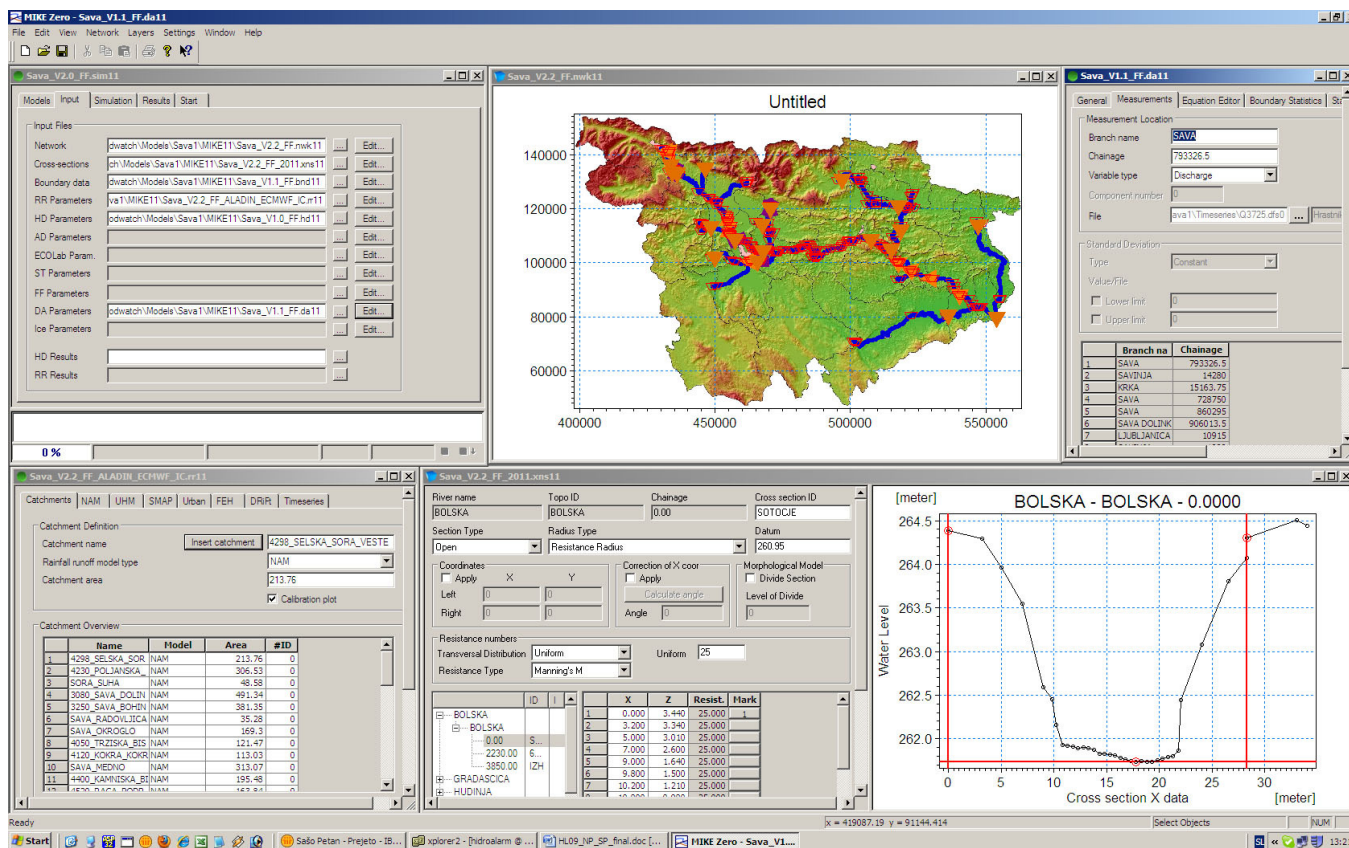 MIKE Zero - Sava_V1.1_FF.da11
File Edit View Network Layers Settings Window Help
Sava_V2.0_FF.sim11
Models Input Simulation Results Start
Input Files
Network dwatch\Models\Sava1\MIKE11\Sava_V2.2_FF.nwk11 ... Edit...
Cross-sections ch\Models\Sava1\MIKE11\Sava_V2.2_FF_2011.xns11 ... Edit...
Boundary data dwatch\Models\Sava1\MIKE11\Sava_V1.1_FF.bnd11 ... Edit...
RR Parameters va1\MIKE11\Sava_V2.2_FF_ALADIN_ECMWF_IC.rr11 ... Edit...
HD Parameters odwatch\Models\Sava1\MIKE11\Sava_V1.0_FF.hd11 ... Edit...
AD Parameters ... Edit...
ECOLab Param. ... Edit...
ST Parameters ... Edit...
FF Parameters ... Edit...
DA Parameters odwatch\Models\Sava1\MIKE11\Sava_V1.1_FF.da11 ... Edit...
Ice Parameters ... Edit...
HD Results ...
RR Results ...
0 %
Sava_V2.2_FF.nwk11
Untitled
140000
120000
100000
80000
60000
400000 450000 500000 550000
Sava_V1.1_FF.da11
General Measurements Equation Editor Boundary Statistics Sta
Measurement Location
Branch name SAVA
Chainage 793326.5
Variable type Discharge
Component number 0
File ava1\Timeseries\Q3725.dfs0 ... Hrastnik
Standard Deviation
Type Constant
Value/File
Lower limit 0
Upper limit 0
Branch na Chainage
1 SAVA 793326.5
2 SAVINJA 14280
3 KRKA 15163.75
4 SAVA 728750
5 SAVA 860295
6 SAVA DOLINK 906013.5
7 LJUBLJANICA 10915
Sava_V2.2_FF_ALADIN_ECMWF_IC.rr11
Catchments NAM UHM SMAP Urban FEH DRiR Timeseries
Catchment Definition
Catchment name Insert catchment 4298_SELSKA_SORA_VESTE
Rainfall runoff model type NAM
Catchment area 213.76
Calibration plot
Catchment Overview
Name Model Area #ID
1 4298_SELSKA_SOR NAM 213.76 0
2 4230_POLJANSKA_ NAM 306.53 0
3 SORA_SUHA NAM 48.58 0
4 3080_SAVA_DOLIN NAM 491.34 0
5 3250_SAVA_BOHIN NAM 381.35 0
6 SAVA_RADOVLJICA NAM 35.28 0
7 SAVA_OKROGLO NAM 169.3 0
8 4050_TRZISKA_BIS NAM 121.47 0
9 4120_KOKRA_KOKR NAM 113.03 0
10 SAVA_MEDNO NAM 313.07 0
11 4400_KAMNISKA_BI NAM 195.48 0
Sava_V2.2_FF_2011.xns11
River name Topo ID Chainage Cross section ID
BOLSKA BOLSKA 0.00 SOTOCJE
Section Type Radius Type Datum
Open Resistance Radius 260.95
Coordinates Correction of X coor Morphological Model
Apply X Y Apply Divide Section
Left 0 0 Calculate angle Level of Divide
Right 0 0 Angle 0 0
Resistance numbers
Transversal Distribution Uniform Uniform 25
Resistance Type Manning's M
ID I
BOLSKA
BOLSKA
0.00 S...
2230.00 6...
3850.00 IZH
GRADASCICA
HUDINJA
X Z Resist. Mark
1 0.000 3.440 25.000 1
2 3.200 3.340 25.000
3 5.000 3.010 25.000
4 7.000 2.600 25.000
5 9.000 1.640 25.000
6 9.800 1.500 25.000
7 10.200 1.210 25.000
[meter] BOLSKA - BOLSKA - 0.0000
264.5
264.0
263.5
263.0
262.5
262.0
Water Level
0 5 10 15 20 25 30
Cross section X data [meter]
Ready x = 419087.19 y = 91144.414 Select Objects NUM
Start Sašo Petan - Prejeto - IB... xplorer2 - [hidroalarm @ ... HL09_NP_SP_final.doc [... MIKE Zero - Sava_V1.... SL 13:2